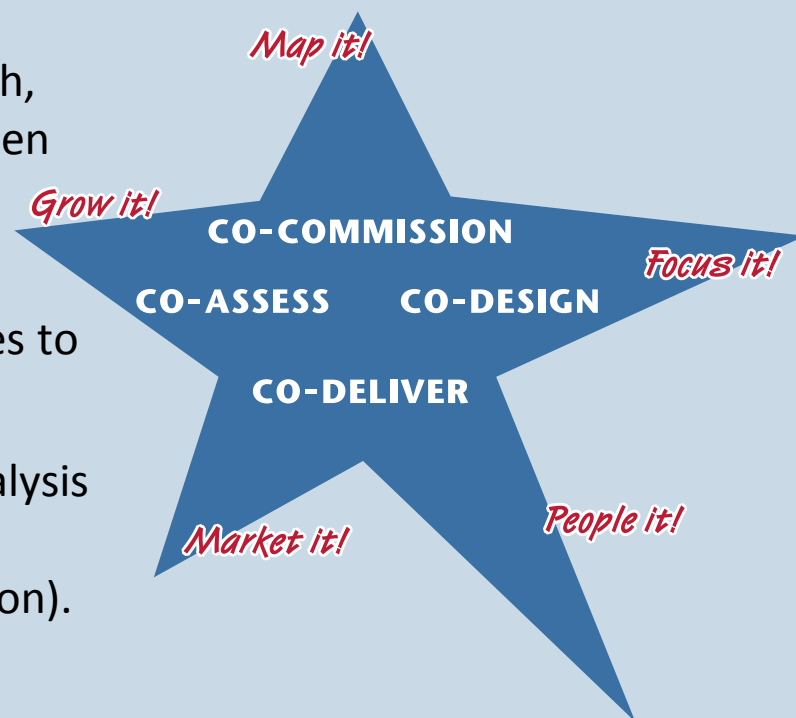 h,
en
es to
alysis
on).
Map it!
Grow it!
Focus it!
CO-COMMISSION
CO-ASSESS CO-DESIGN
CO-DELIVER
Market it!
People it!